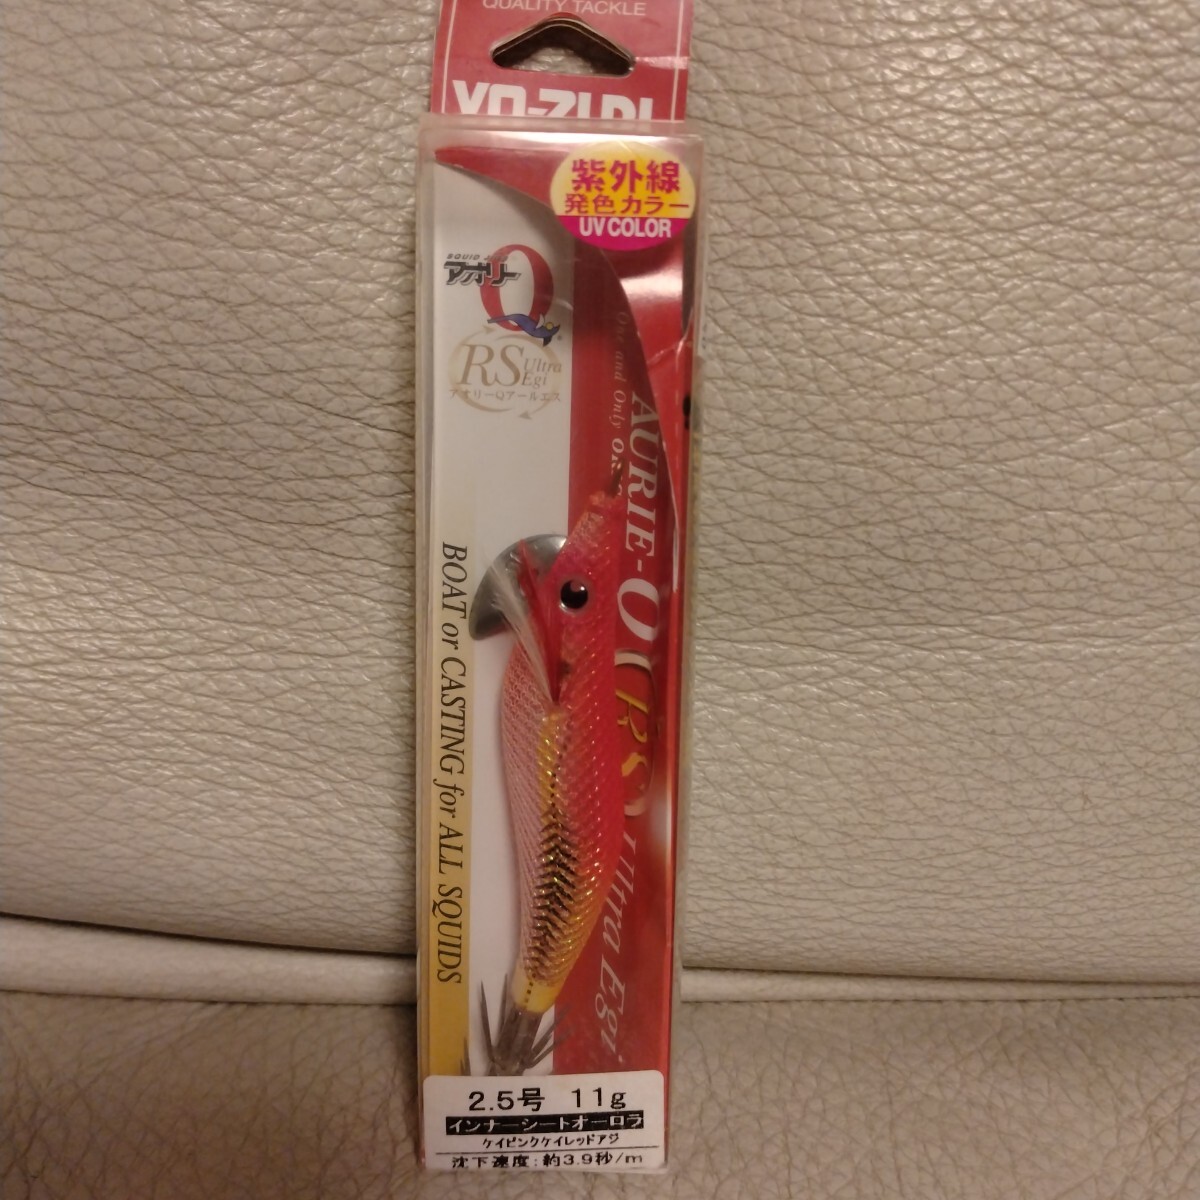 QUALITY TACKLE
YO-ZURI
紫外線
発色カラー
UV COLOR
SQUID
アオリーQ
RS Ultra
Egi
アオリーQアールエス
One and Only
AURIE-Q RS Ultra Egi
BOAT or CASTING for ALL SQUIDS
2.5号 11g
インナーシートオーロラ
ケイピンクケイレッドアジ
沈下速度:約3.9秒/m